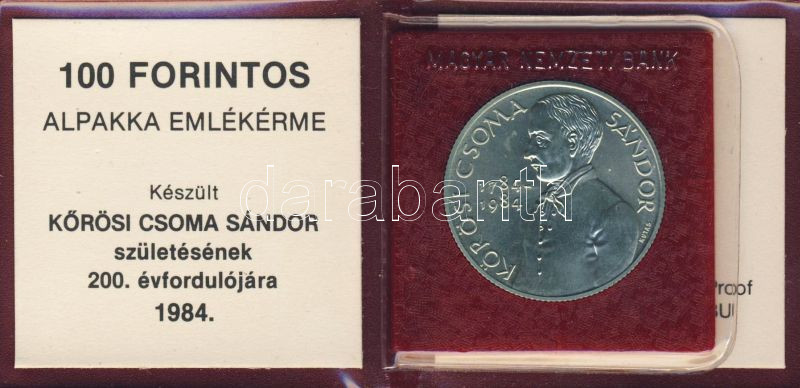 100 FORINTOS
ALPAKKA EMLÉKÉRME
Készült
KŐRÖSI CSOMA SÁNDOR
születésének
200. évfordulójára
1984.
MAGYAR NEMZETI BANK
KŐRÖSI CSOMA SÁNDOR
1784
1984
darabanth
Proof
BU